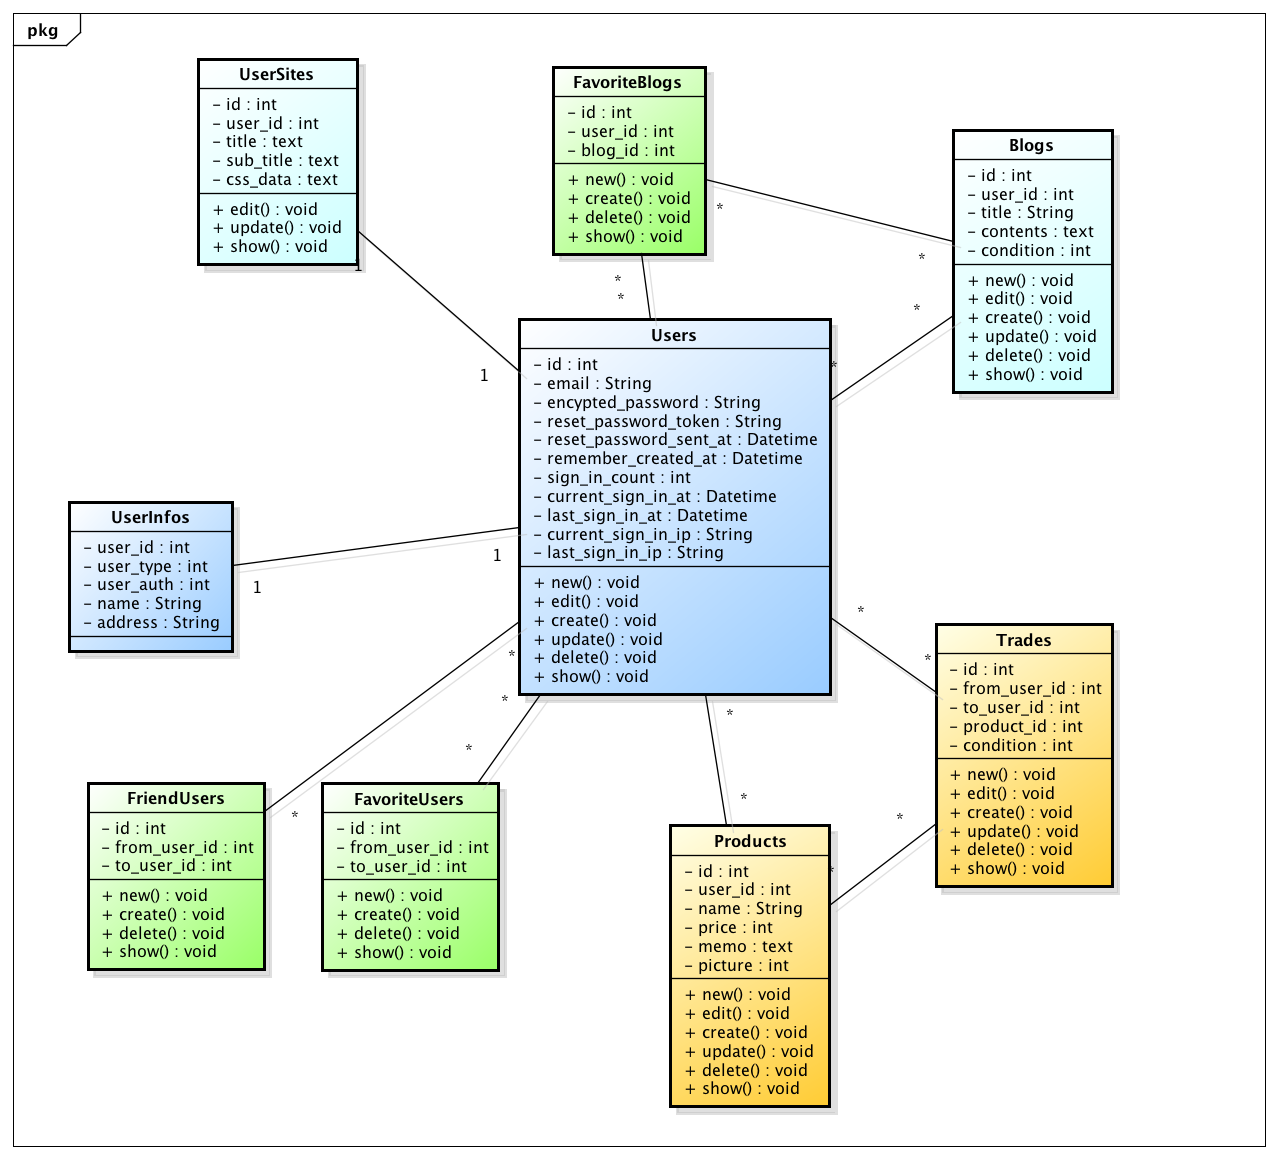 pkg
UserSites
– id : int
– user_id : int
– title : text
– sub_title : text
– css_data : text
+ edit() : void
+ update() : void
+ show() : void
1
1
FavoriteBlogs
– id : int
– user_id : int
– blog_id : int
+ new() : void
+ create() : void
+ delete() : void
+ show() : void
*
*
*
*
Blogs
– id : int
– user_id : int
– title : String
– contents : text
– condition : int
+ new() : void
+ edit() : void
+ create() : void
+ update() : void
+ delete() : void
+ show() : void
*
*
Users
– id : int
– email : String
– encypted_password : String
– reset_password_token : String
– reset_password_sent_at : Datetime
– remember_created_at : Datetime
– sign_in_count : int
– current_sign_in_at : Datetime
– last_sign_in_at : Datetime
– current_sign_in_ip : String
– last_sign_in_ip : String
+ new() : void
+ edit() : void
+ create() : void
+ update() : void
+ delete() : void
+ show() : void
UserInfos
– user_id : int
– user_type : int
– user_auth : int
– name : String
– address : String
1
1
*
*
Trades
– id : int
– from_user_id : int
– to_user_id : int
– product_id : int
– condition : int
+ new() : void
+ edit() : void
+ create() : void
+ update() : void
+ delete() : void
+ show() : void
*
*
*
*
FriendUsers
– id : int
– from_user_id : int
– to_user_id : int
+ new() : void
+ create() : void
+ delete() : void
+ show() : void
FavoriteUsers
– id : int
– from_user_id : int
– to_user_id : int
+ new() : void
+ create() : void
+ delete() : void
+ show() : void
*
*
*
*
Products
– id : int
– user_id : int
– name : String
– price : int
– memo : text
– picture : int
+ new() : void
+ edit() : void
+ create() : void
+ update() : void
+ delete() : void
+ show() : void